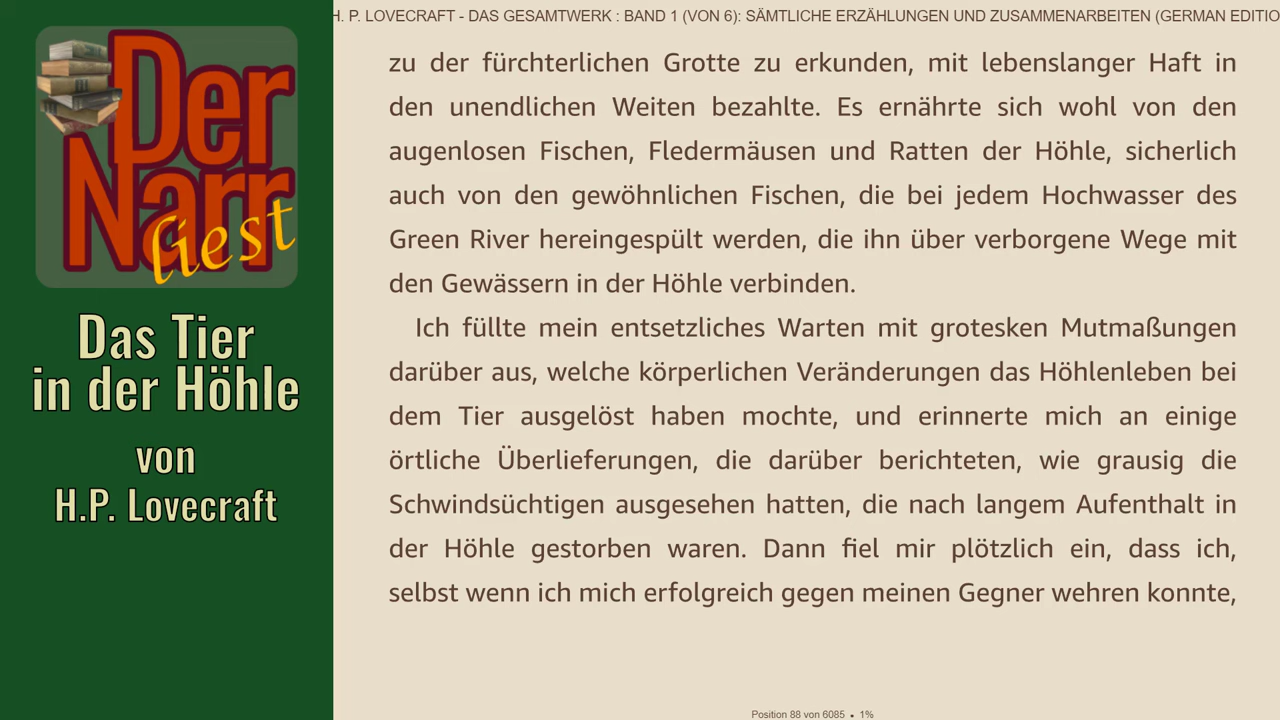 Der
Narr
liest
Das Tier
in der Höhle
von
H.P. Lovecraft
H. P. LOVECRAFT - DAS GESAMTWERK : BAND 1 (VON 6): SÄMTLICHE ERZÄHLUNGEN UND ZUSAMMENARBEITEN (GERMAN EDITIO
zu der fürchterlichen Grotte zu erkunden, mit lebenslanger Haft in
den unendlichen Weiten bezahlte. Es ernährte sich wohl von den
augenlosen Fischen, Fledermäusen und Ratten der Höhle, sicherlich
auch von den gewöhnlichen Fischen, die bei jedem Hochwasser des
Green River hereingespült werden, die ihn über verborgene Wege mit
den Gewässern in der Höhle verbinden.
Ich füllte mein entsetzliches Warten mit grotesken Mutmaßungen
darüber aus, welche körperlichen Veränderungen das Höhlenleben bei
dem Tier ausgelöst haben mochte, und erinnerte mich an einige
örtliche Überlieferungen, die darüber berichteten, wie grausig die
Schwindsüchtigen ausgesehen hatten, die nach langem Aufenthalt in
der Höhle gestorben waren. Dann fiel mir plötzlich ein, dass ich,
selbst wenn ich mich erfolgreich gegen meinen Gegner wehren konnte,
Position 88 von 6085 • 1%